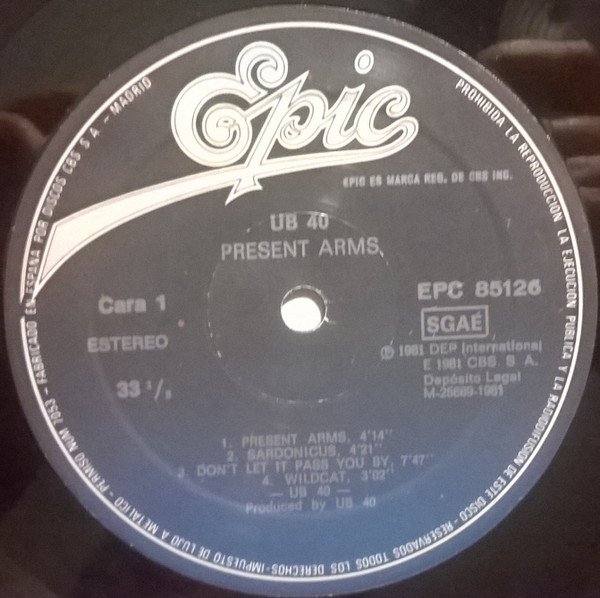 Epic
EPIC ES MARCA REG. DE CBS INC.
UB 40
PRESENT ARMS
Cara 1
ESTEREO
33 ⅓
EPC 85126
SGAE
℗ 1981 DEP International
E 1981 CBS S A.
Depósito Legal
M-25669-1981
1. PRESENT ARMS, 4'14''
2. SARDONICUS, 4'21''
3. DON'T LET IT PASS YOU BY, 7'47''
4. WILDCAT, 3'02''
— UB 40 —
Produced by UB 40
PERMISO NUM 7053 - FABRICADO EN ESPAÑA POR DISCOS CBS S A - MADRID
PROHIBIDA LA REPRODUCCION, LA EJECUCION PUBLICA Y LA RADIODIFUSION DE ESTE DISCO - RESERVADOS TODOS LOS DERECHOS - IMPUESTO DE LUJO A METALICO -